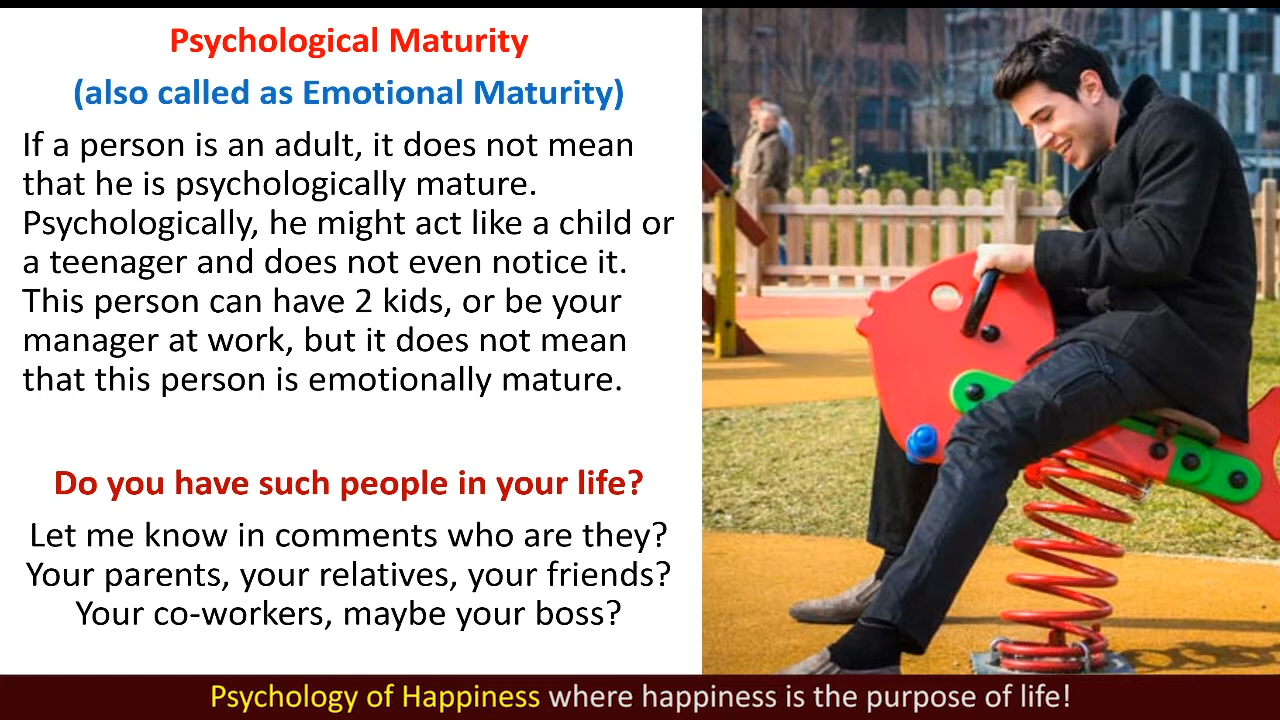 Psychological Maturity
(also called as Emotional Maturity)
If a person is an adult, it does not mean
that he is psychologically mature.
Psychologically, he might act like a child or
a teenager and does not even notice it.
This person can have 2 kids, or be your
manager at work, but it does not mean
that this person is emotionally mature.
Do you have such people in your life?
Let me know in comments who are they?
Your parents, your relatives, your friends?
Your co-workers, maybe your boss?
Psychology of Happiness where happiness is the purpose of life!